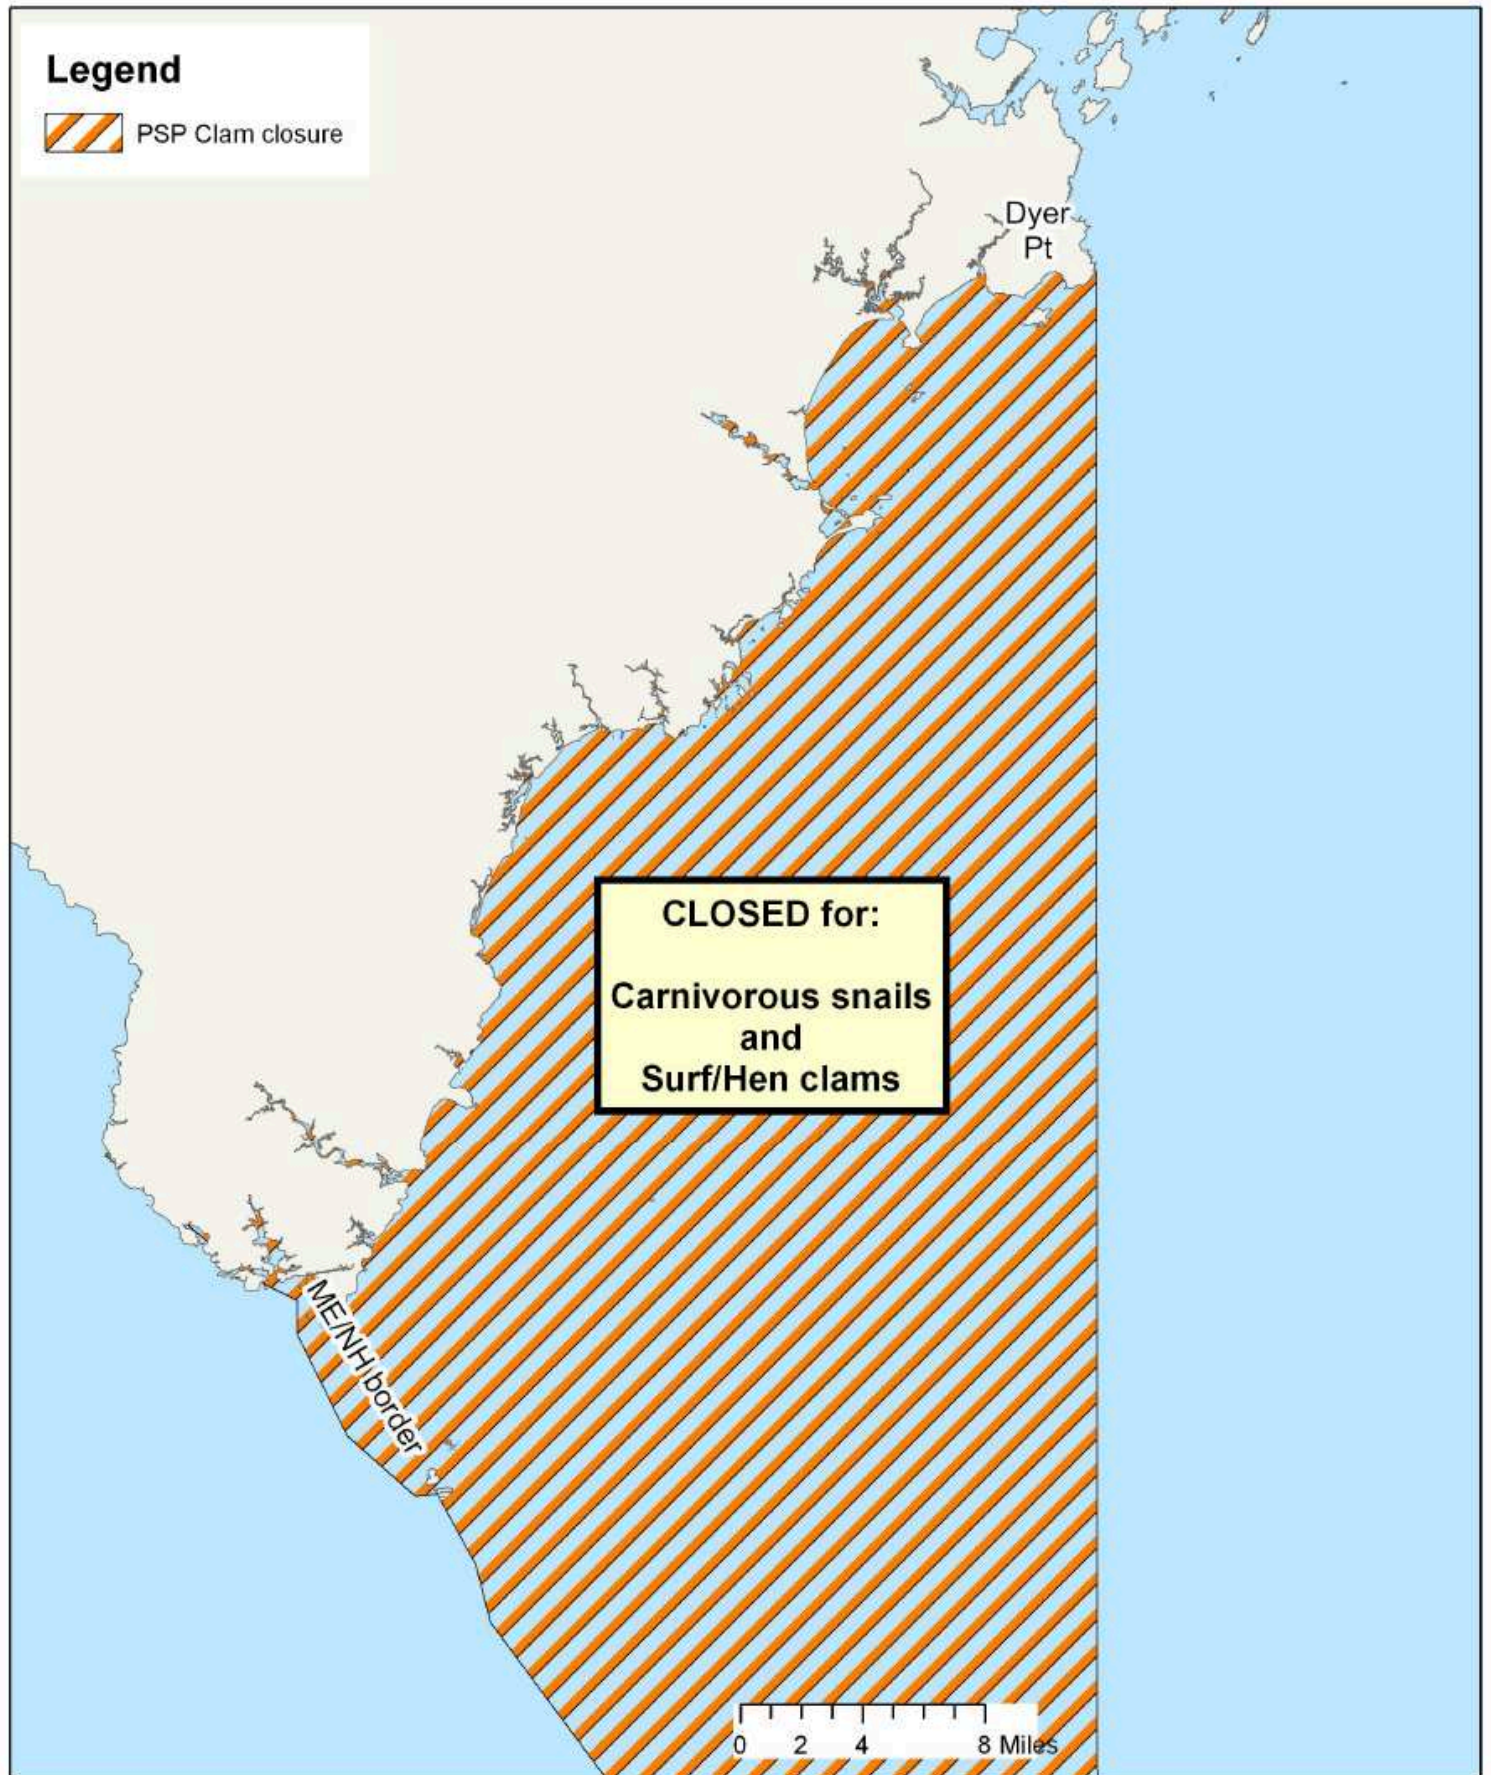 Legend
PSP Clam closure
Dyer
Pt
CLOSED for:
Carnivorous snails
and
Surf/Hen clams
ME/NH border
0 2 4 8 Miles